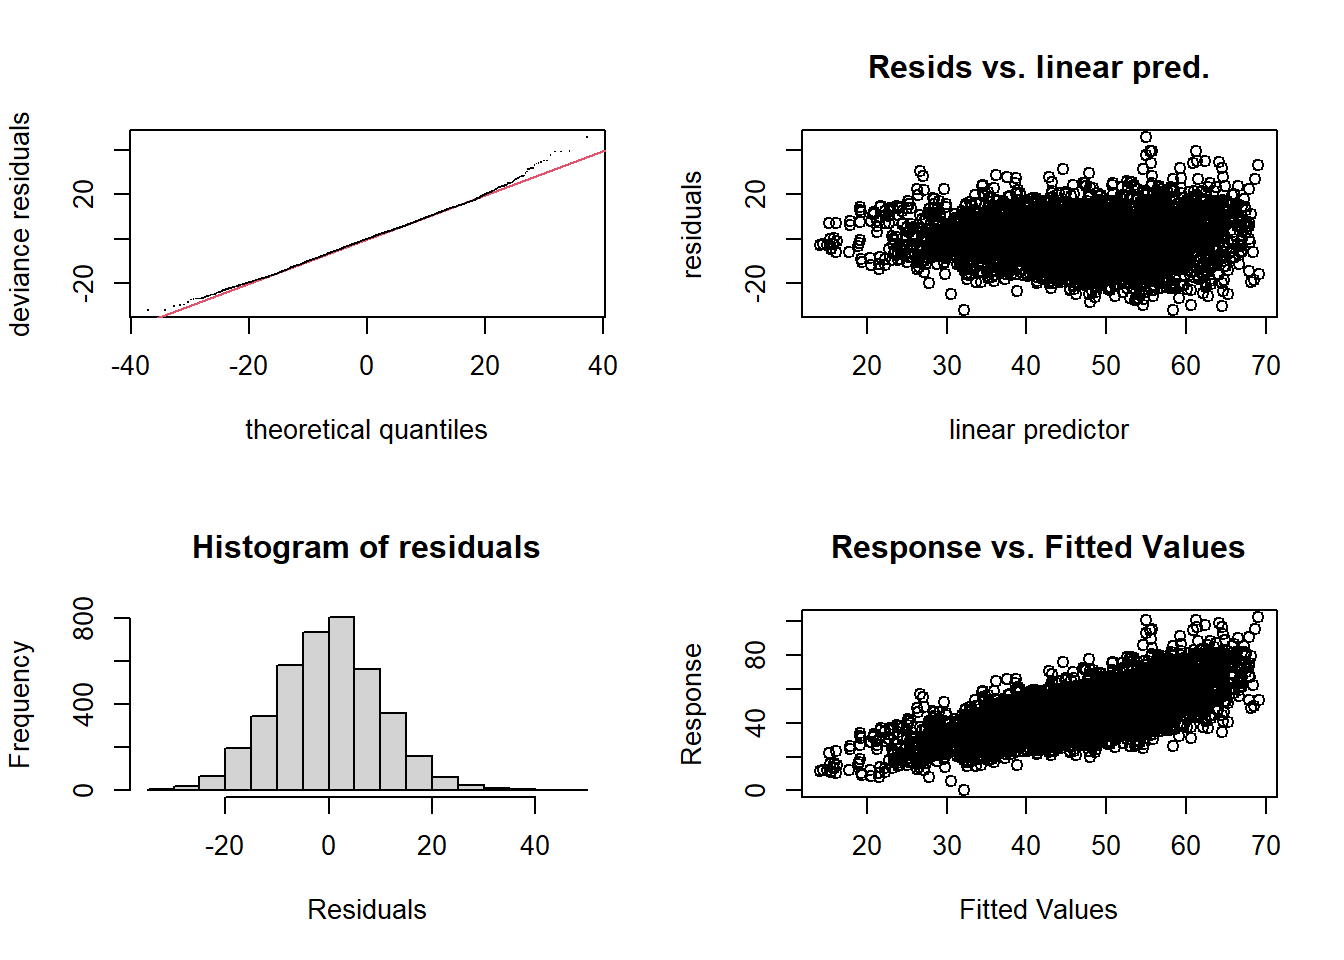 deviance residuals
20
-20
-40 -20 0 20 40
theoretical quantiles
Resids vs. linear pred.
residuals
20
-20
20 30 40 50 60 70
linear predictor
Histogram of residuals
Frequency
800
400
0
-20 0 20 40
Residuals
Response vs. Fitted Values
Response
80
40
0
20 30 40 50 60 70
Fitted Values